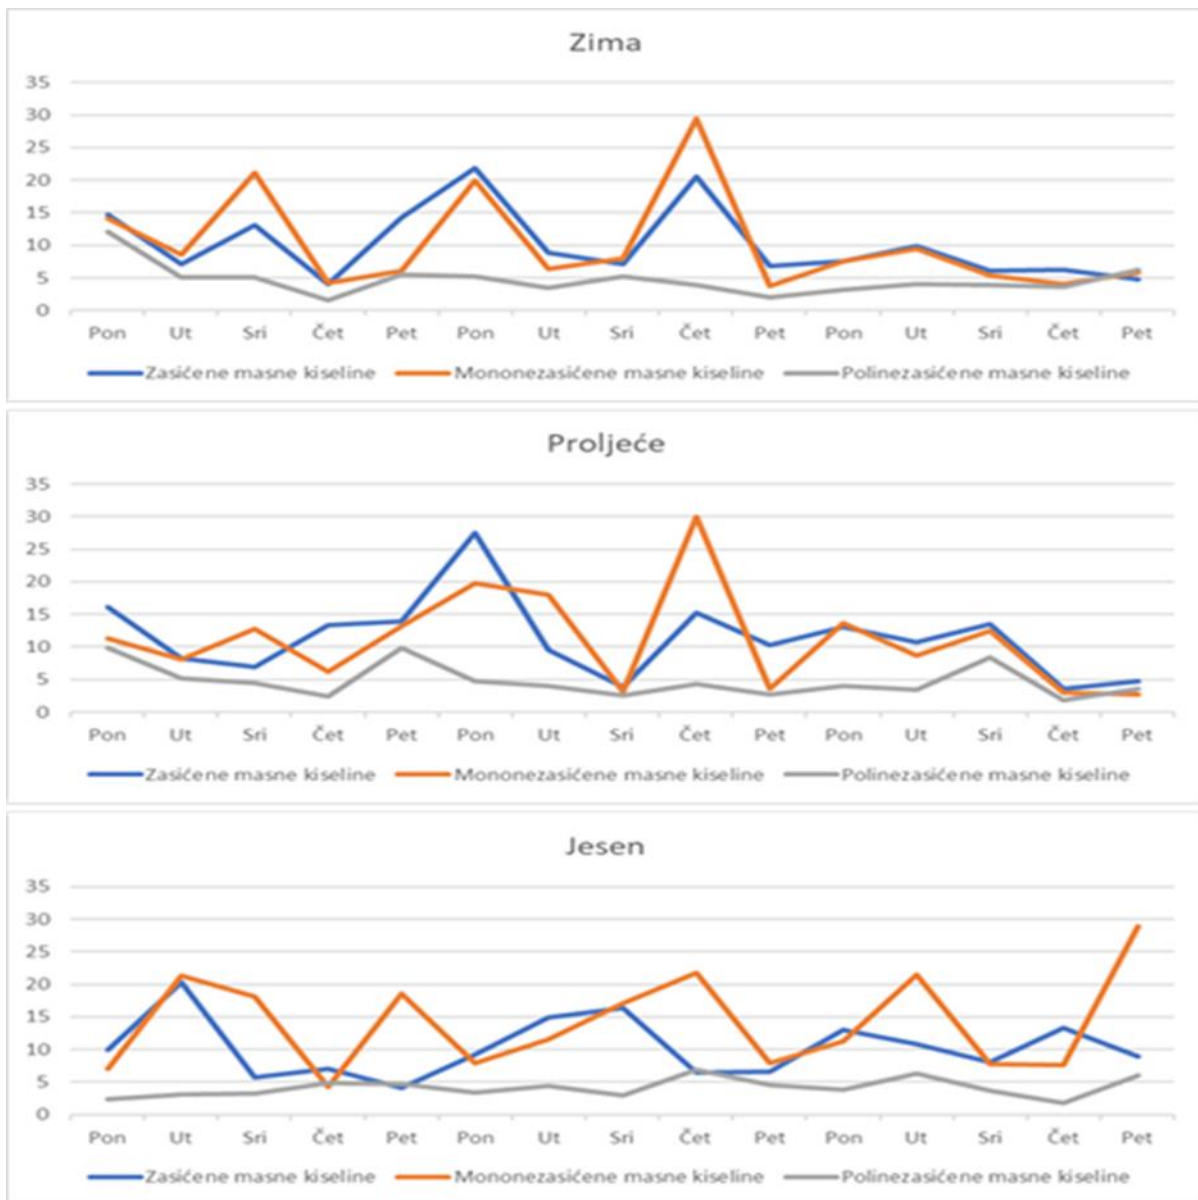 Zima
35
30
25
20
15
10
5
0
Pon Ut Sri Čet Pet Pon Ut Sri Čet Pet Pon Ut Sri Čet Pet
Zasićene masne kiseline Mononezasićene masne kiseline Polinezasićene masne kiseline
Proljeće
35
30
25
20
15
10
5
0
Pon Ut Sri Čet Pet Pon Ut Sri Čet Pet Pon Ut Sri Čet Pet
Zasićene masne kiseline Mononezasićene masne kiseline Polinezasićene masne kiseline
Jesen
35
30
25
20
15
10
5
0
Pon Ut Sri Čet Pet Pon Ut Sri Čet Pet Pon Ut Sri Čet Pet
Zasićene masne kiseline Mononezasićene masne kiseline Polinezasićene masne kiseline